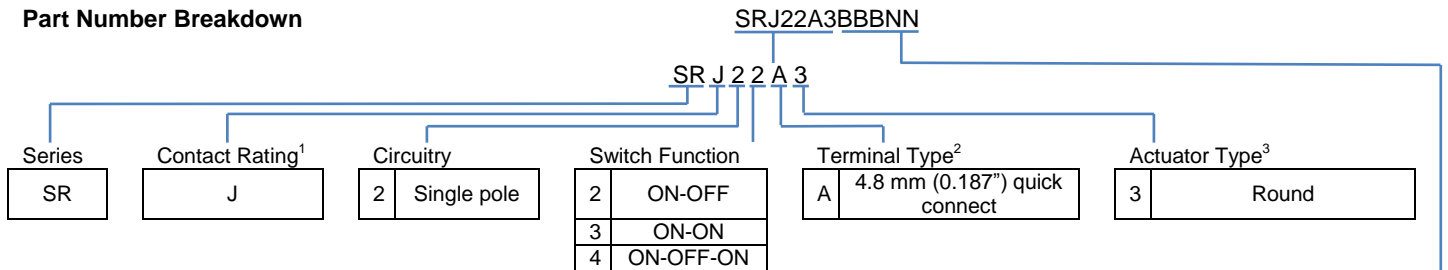 Part Number Breakdown
SRJ22A3BBBNN
SR J 2 2 A 3
Series
Contact Rating¹
Circuitry
Switch Function
Terminal Type²
Actuator Type³
SR
J
2 Single pole
2 ON-OFF
3 ON-ON
4 ON-OFF-ON
A 4.8 mm (0.187”) quick
connect
3 Round